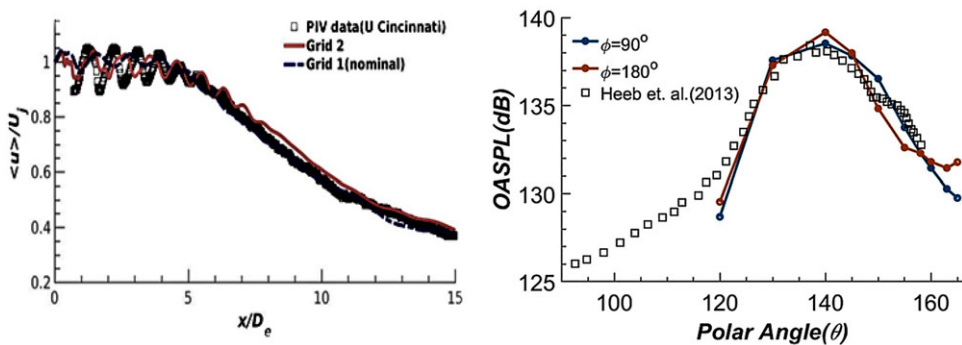 PIV data(U Cincinnati)
Grid 2
Grid 1(nominal)
<u>/U_j
1
0.8
0.6
0.4
0.2
0
5
10
15
x/D_e
ϕ=90°
ϕ=180°
Heeb et. al.(2013)
OASPL(dB)
140
135
130
125
100
120
140
160
Polar Angle(θ)